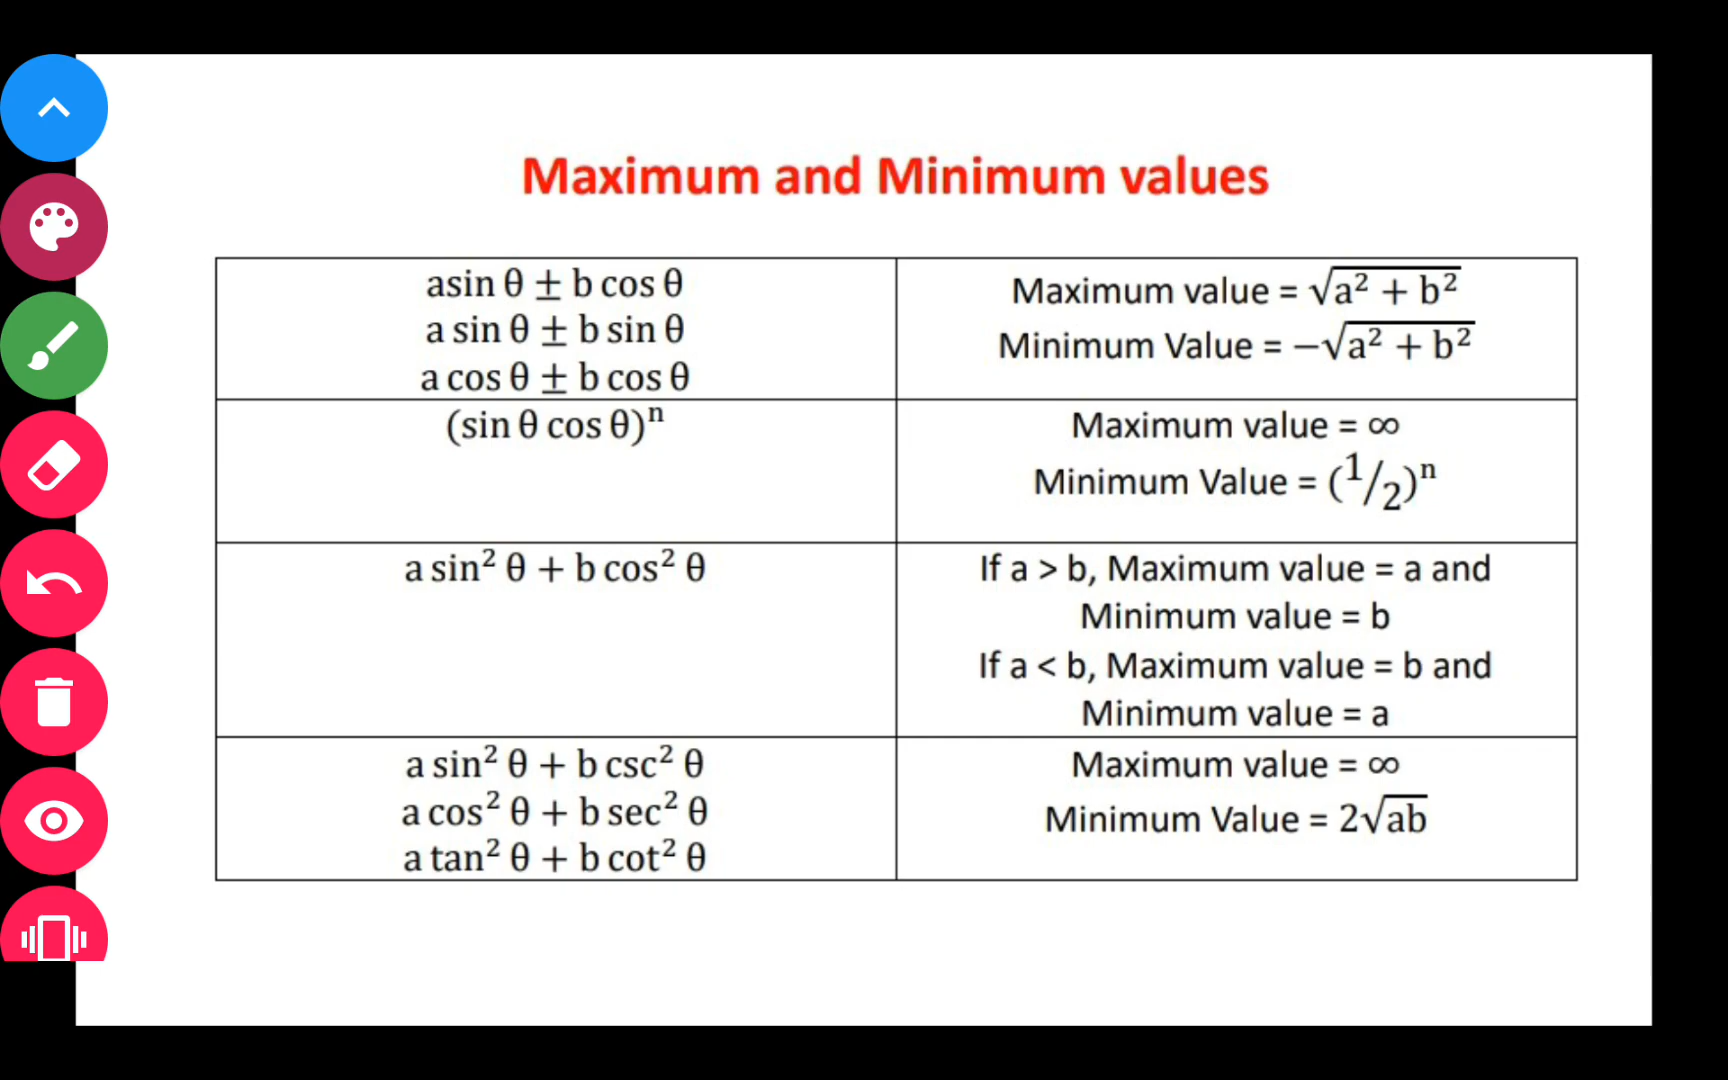 Maximum and Minimum values
asin θ ± b cos θ
a sin θ ± b sin θ
a cos θ ± b cos θ
Maximum value = √a² + b²
Minimum Value = −√a² + b²
(sin θ cos θ)ⁿ
Maximum value = ∞
Minimum Value = (1/2)ⁿ
a sin² θ + b cos² θ
If a > b, Maximum value = a and
Minimum value = b
If a < b, Maximum value = b and
Minimum value = a
a sin² θ + b csc² θ
a cos² θ + b sec² θ
a tan² θ + b cot² θ
Maximum value = ∞
Minimum Value = 2√ab